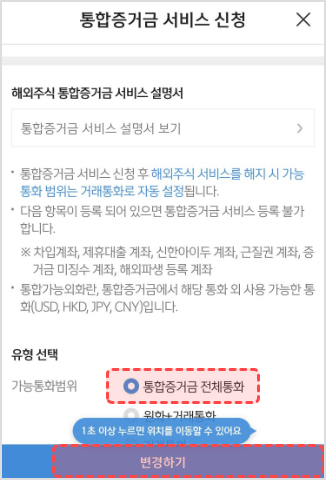 통합증거금 서비스 신청
해외주식 통합증거금 서비스 설명서
통합증거금 서비스 설명서 보기
• 통합증거금 서비스 신청 후 해외주식 서비스를 해지 시 가능
통화 범위는 거래통화로 자동 설정됩니다.
• 다음 항목이 등록 되어 있으면 통합증거금 서비스 등록 불가
합니다.
※ 차입계좌, 제휴대출 계좌, 신한아이두 계좌, 근질권 계좌, 증
거금 미징수 계좌, 해외파생 등록 계좌
• 통합가능외화란, 통합증거금에서 해당 통화 외 사용 가능한 통
화(USD, HKD, JPY, CNY)입니다.
유형 선택
가능통화범위
통합증거금 전체통화
원화+거래통화
1초 이상 누르면 위치를 이동할 수 있어요
변경하기